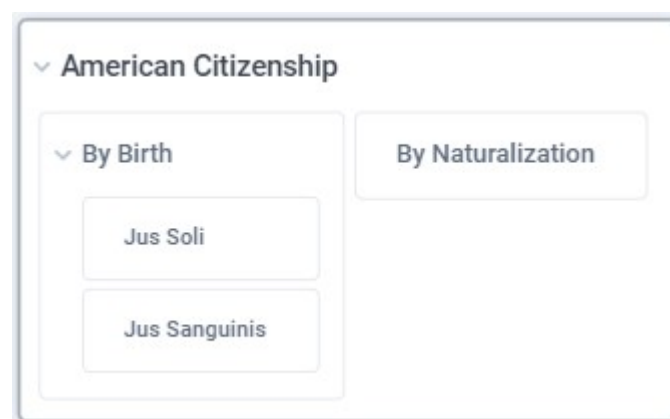 American Citizenship
By Birth
By Naturalization
Jus Soli
Jus Sanguinis